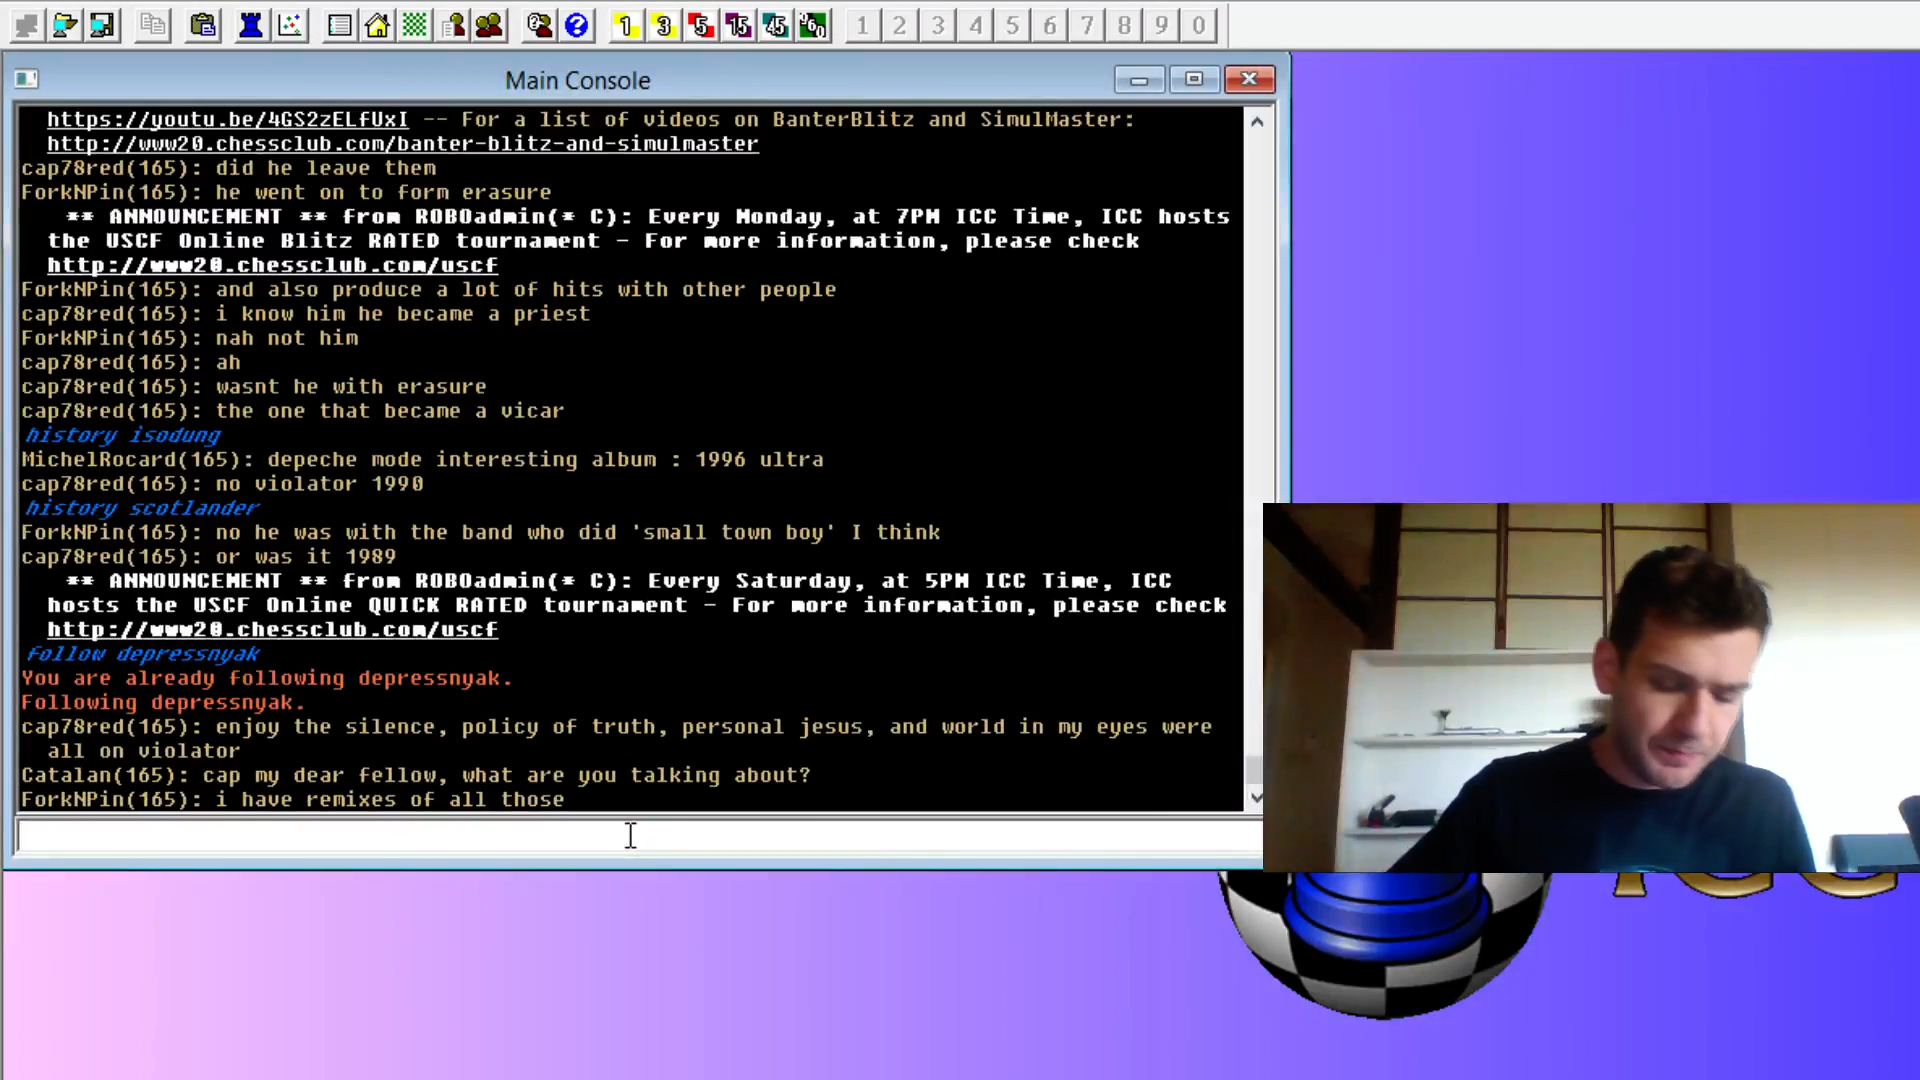 1 3 5 15 45 60 1 2 3 4 5 6 7 8 9 0
Main Console
https://youtu.be/4GS2zELfUxI -- For a list of videos on BanterBlitz and SimulMaster:
http://www20.chessclub.com/banter-blitz-and-simulmaster
cap78red(165): did he leave them
ForkNPin(165): he went on to form erasure
** ANNOUNCEMENT ** from ROBOadmin(* C): Every Monday, at 7PM ICC Time, ICC hosts
the USCF Online Blitz RATED tournament - For more information, please check
http://www20.chessclub.com/uscf
ForkNPin(165): and also produce a lot of hits with other people
cap78red(165): i know him he became a priest
ForkNPin(165): nah not him
cap78red(165): ah
cap78red(165): wasnt he with erasure
cap78red(165): the one that became a vicar
history isodung
MichelRocard(165): depeche mode interesting album : 1996 ultra
cap78red(165): no violator 1990
history scotlander
ForkNPin(165): no he was with the band who did 'small town boy' I think
cap78red(165): or was it 1989
** ANNOUNCEMENT ** from ROBOadmin(* C): Every Saturday, at 5PM ICC Time, ICC
hosts the USCF Online QUICK RATED tournament - For more information, please check
http://www20.chessclub.com/uscf
Follow depressnyak
You are already following depressnyak.
Following depressnyak.
cap78red(165): enjoy the silence, policy of truth, personal jesus, and world in my eyes were
all on violator
Catalan(165): cap my dear fellow, what are you talking about?
ForkNPin(165): i have remixes of all those